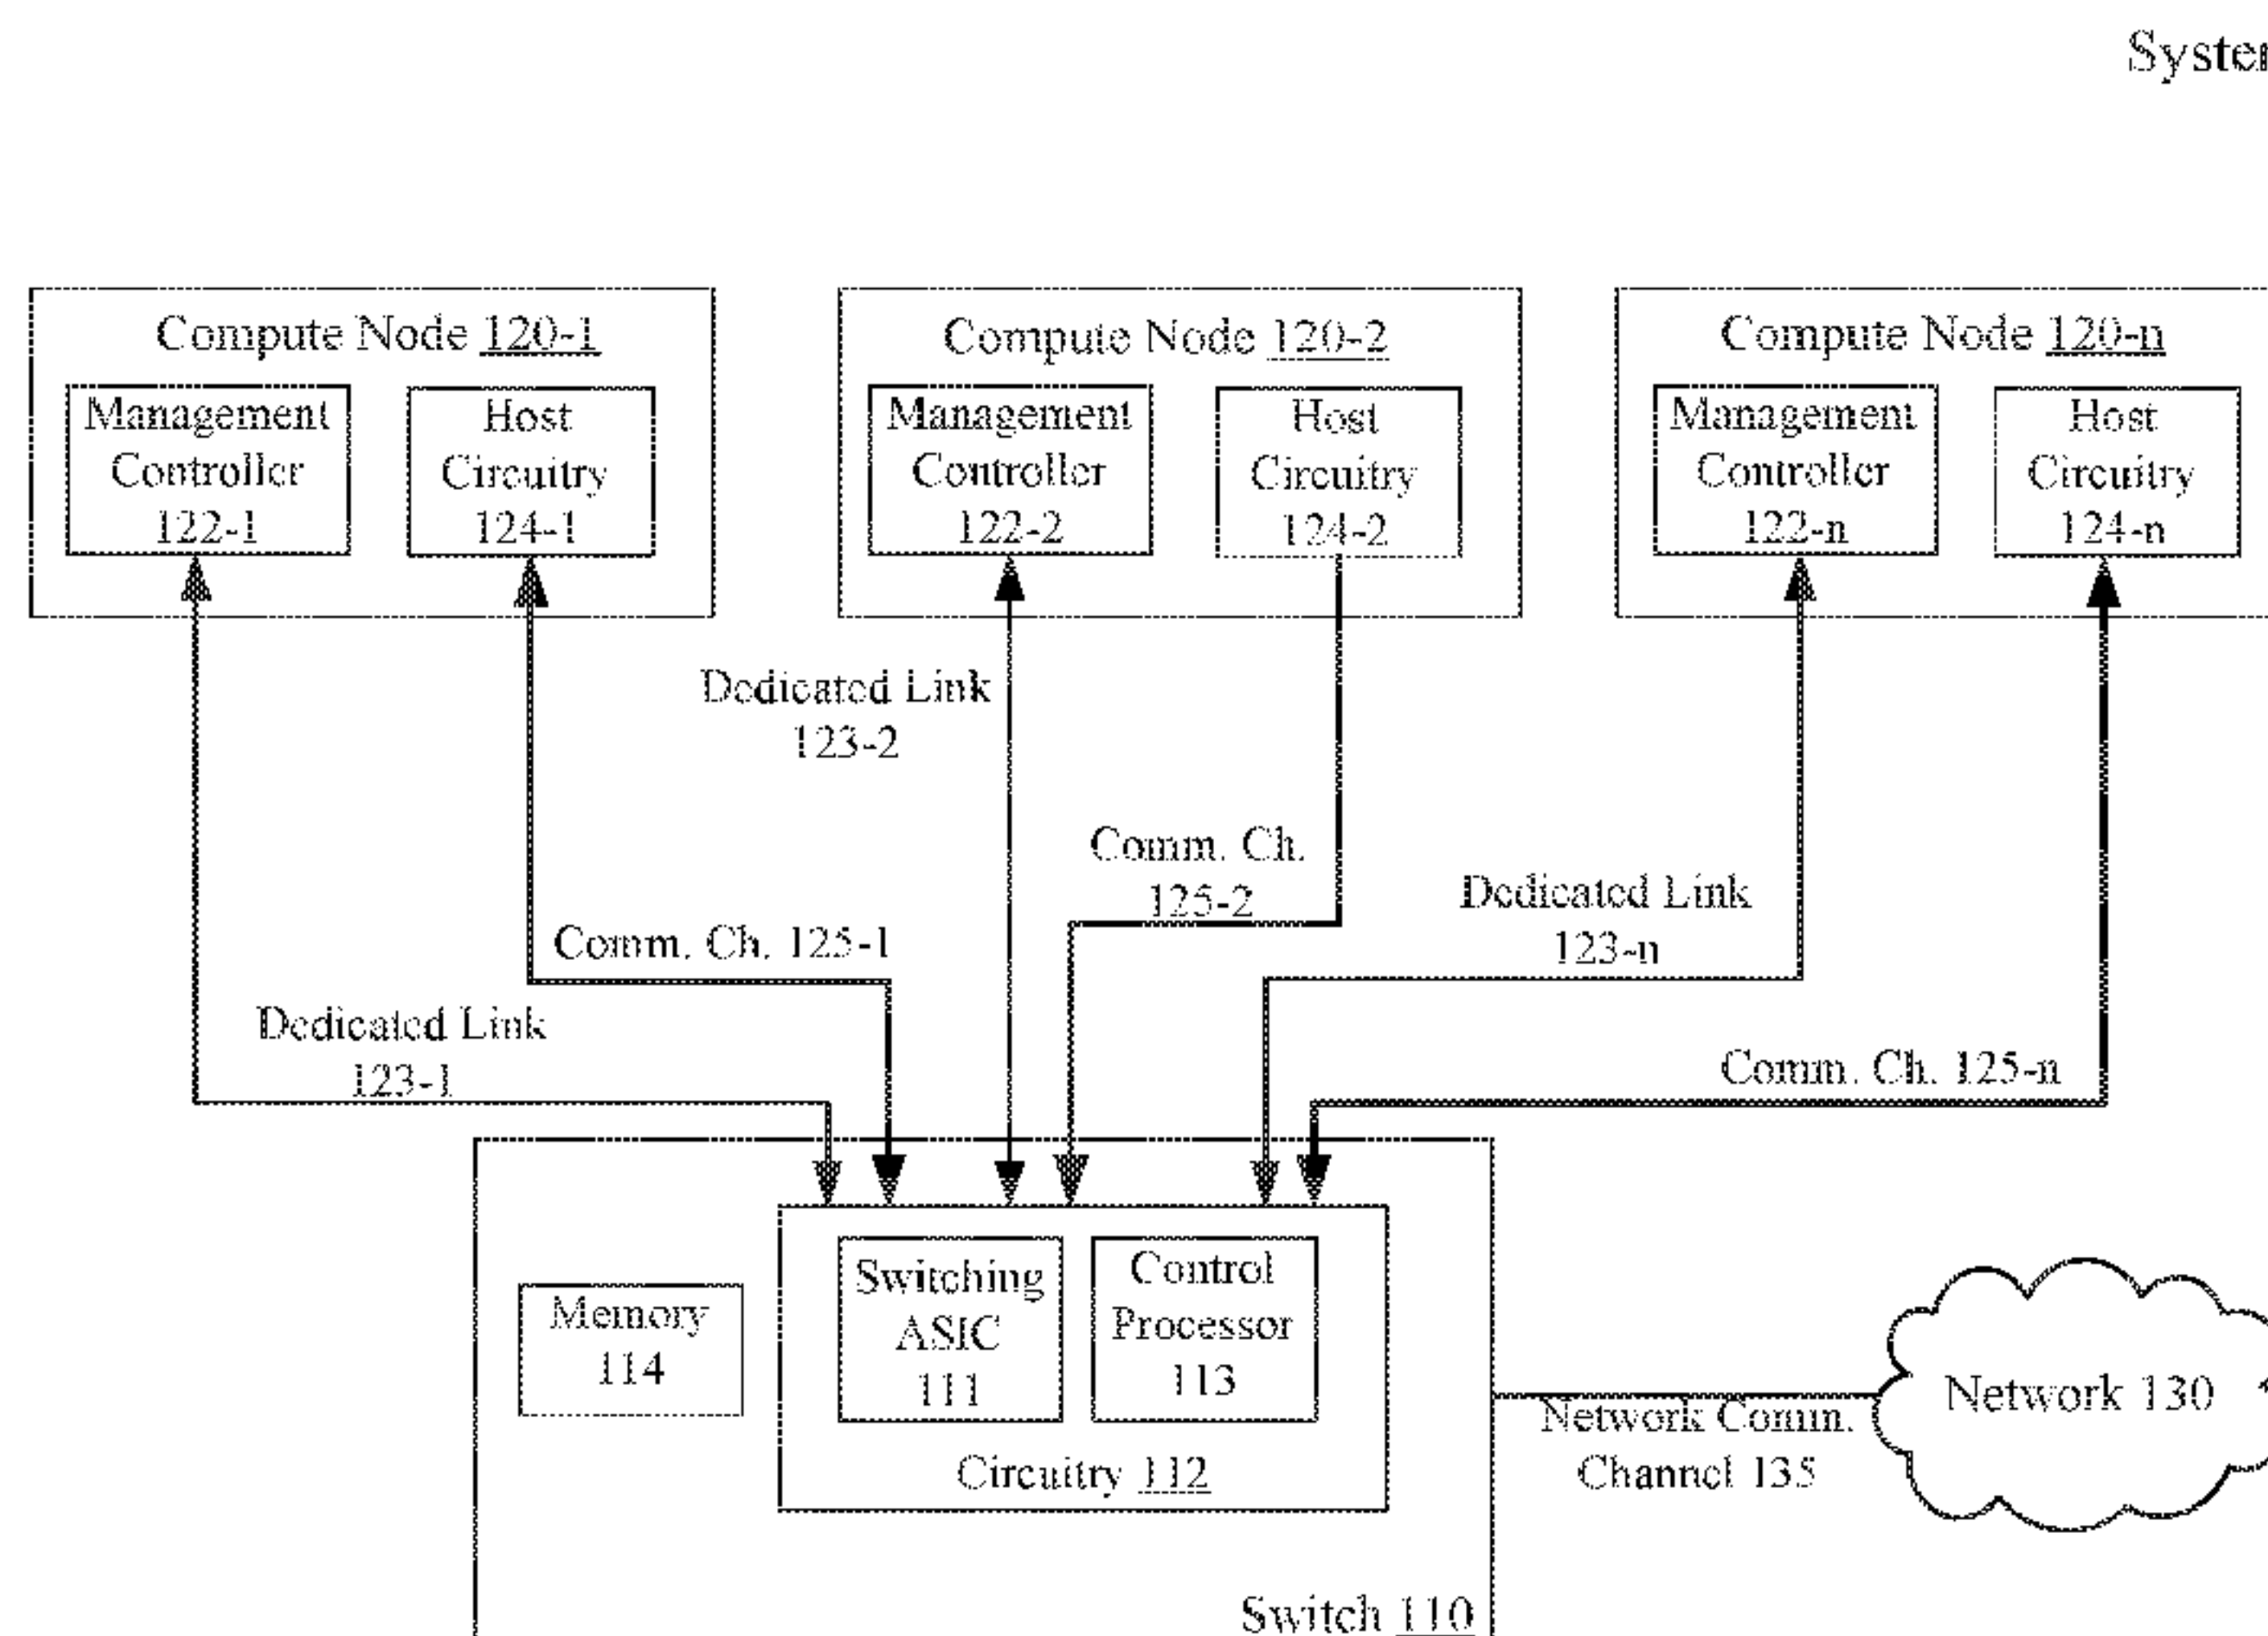 Syste
Compute Node 120-1
Management
Controller
122-1
Host
Circuitry
124-1
Compute Node 120-2
Management
Controller
122-2
Host
Circuitry
124-2
Compute Node 120-n
Management
Controller
122-n
Host
Circuitry
124-n
Dedicated Link
123-2
Comm. Ch.
125-2
Dedicated Link
123-n
Comm. Ch. 125-1
Dedicated Link
123-1
Comm. Ch. 125-n
Memory
114
Switching
ASIC
111
Control
Processor
113
Circuitry 112
Network Comm.
Channel 135
Network 130
Switch 110